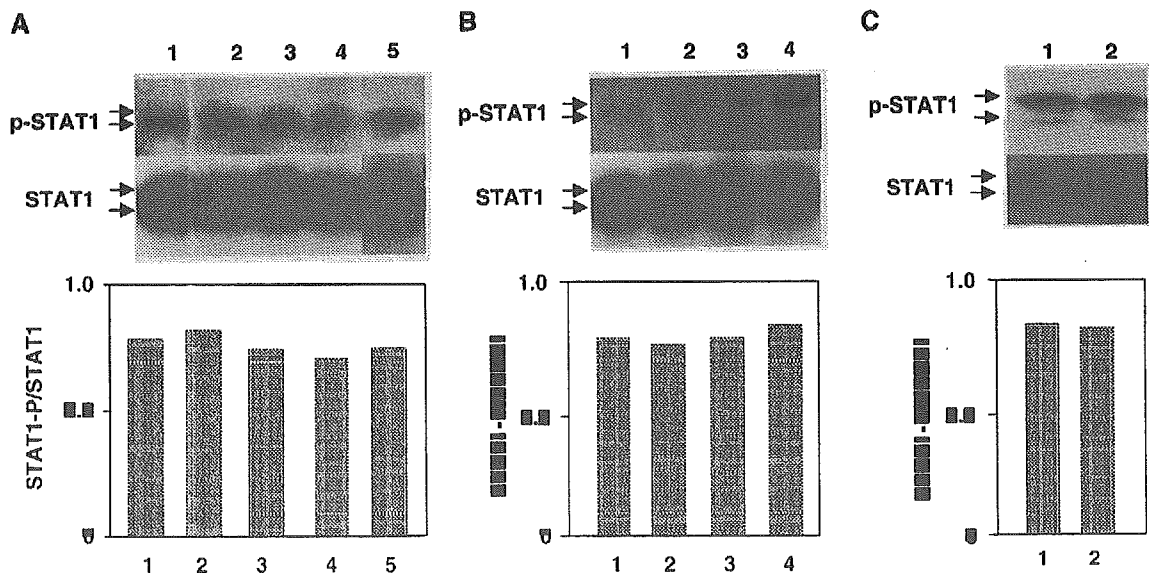 A
1 2 3 4 5
p-STAT1
STAT1
1.0
STAT1-P/STAT1
0
1 2 3 4 5
B
1 2 3 4
p-STAT1
STAT1
1.0
1 2 3 4
C
1 2
p-STAT1
STAT1
1.0
1 2